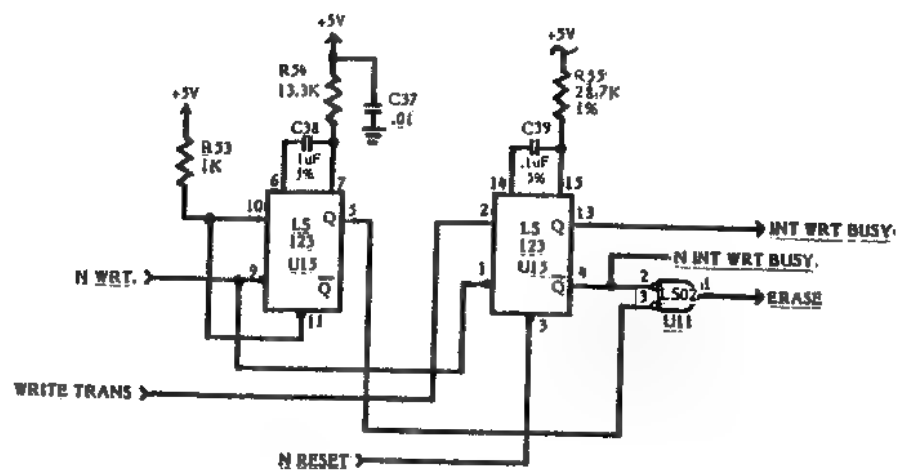 +5V
R53
1K
+5V
R54
13.3K
C37
.01
C38
.1uF
5%
6
7
10
Q
5
LS
123
U15
9
Q
11
N WRT.
+5V
R55
28.7K
1%
C39
.1uF
5%
14
15
2
Q
13
LS
123
U15
1
Q
4
3
INT WRT BUSY.
N INT WRT BUSY.
2
3
LS02
1
U11
ERASE
WRITE TRANS
N RESET